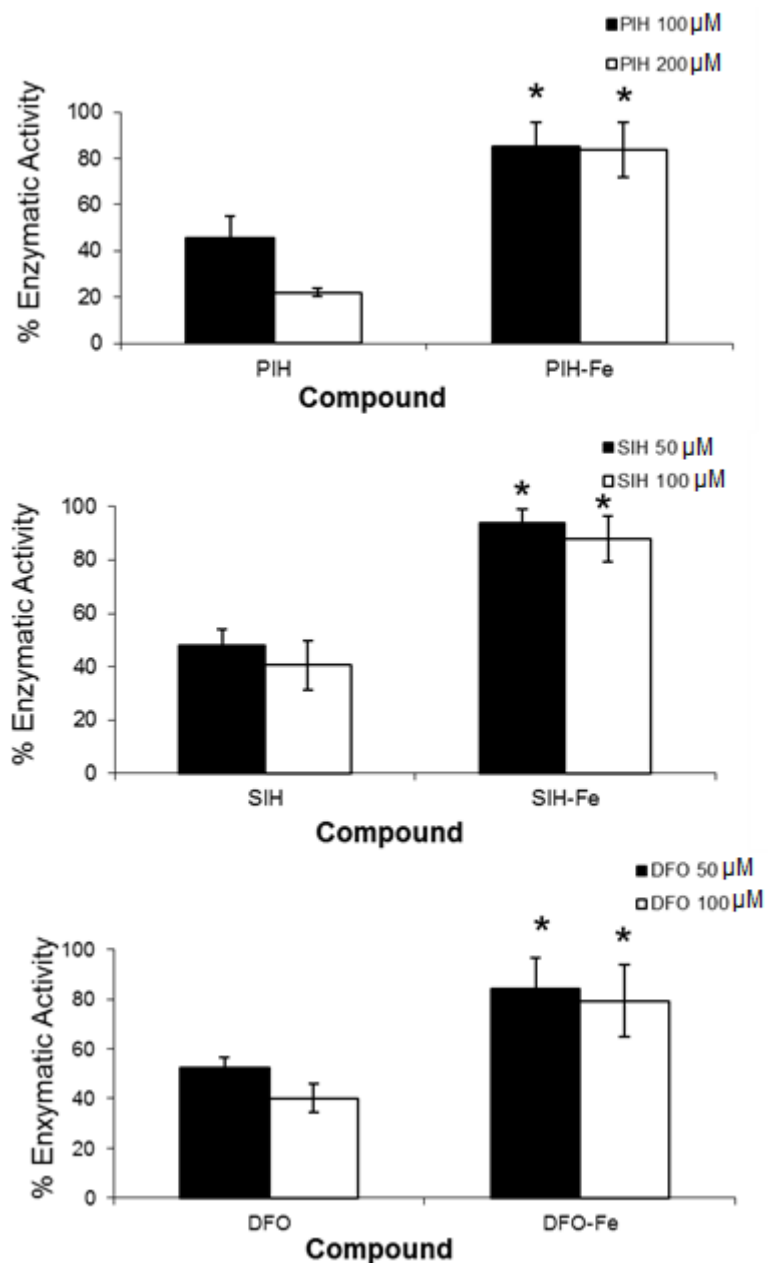 PIH 100 µM
PIH 200 µM
* *
% Enzymatic Activity
100
80
60
40
20
0
PIH PIH-Fe
Compound
SIH 50 µM
SIH 100 µM
* *
% Enzymatic Activity
100
80
60
40
20
0
SIH SIH-Fe
Compound
DFO 50 µM
DFO 100 µM
* *
% Enxymatic Activity
100
80
60
40
20
0
DFO DFO-Fe
Compound